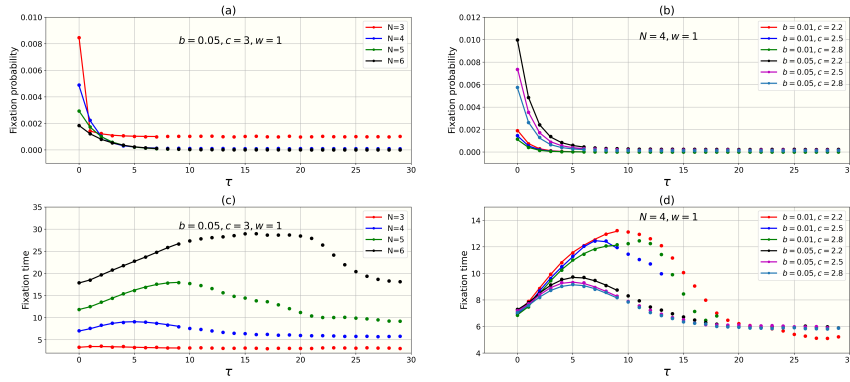 (a)
b = 0.05, c = 3, w = 1
N=3
N=4
N=5
N=6
Fixation probability
0.010
0.008
0.006
0.004
0.002
0.000
0 5 10 15 20 25 30
τ
(b)
N = 4, w = 1
b = 0.01, c = 2.2
b = 0.01, c = 2.5
b = 0.01, c = 2.8
b = 0.05, c = 2.2
b = 0.05, c = 2.5
b = 0.05, c = 2.8
Fixation probability
0.012
0.010
0.008
0.006
0.004
0.002
0.000
0 5 10 15 20 25 30
τ
(c)
b = 0.05, c = 3, w = 1
N=3
N=4
N=5
N=6
Fixation time
35
30
25
20
15
10
5
0 5 10 15 20 25 30
τ
(d)
N = 4, w = 1
b = 0.01, c = 2.2
b = 0.01, c = 2.5
b = 0.01, c = 2.8
b = 0.05, c = 2.2
b = 0.05, c = 2.5
b = 0.05, c = 2.8
Fixation time
14
12
10
8
6
4
0 5 10 15 20 25 30
τ